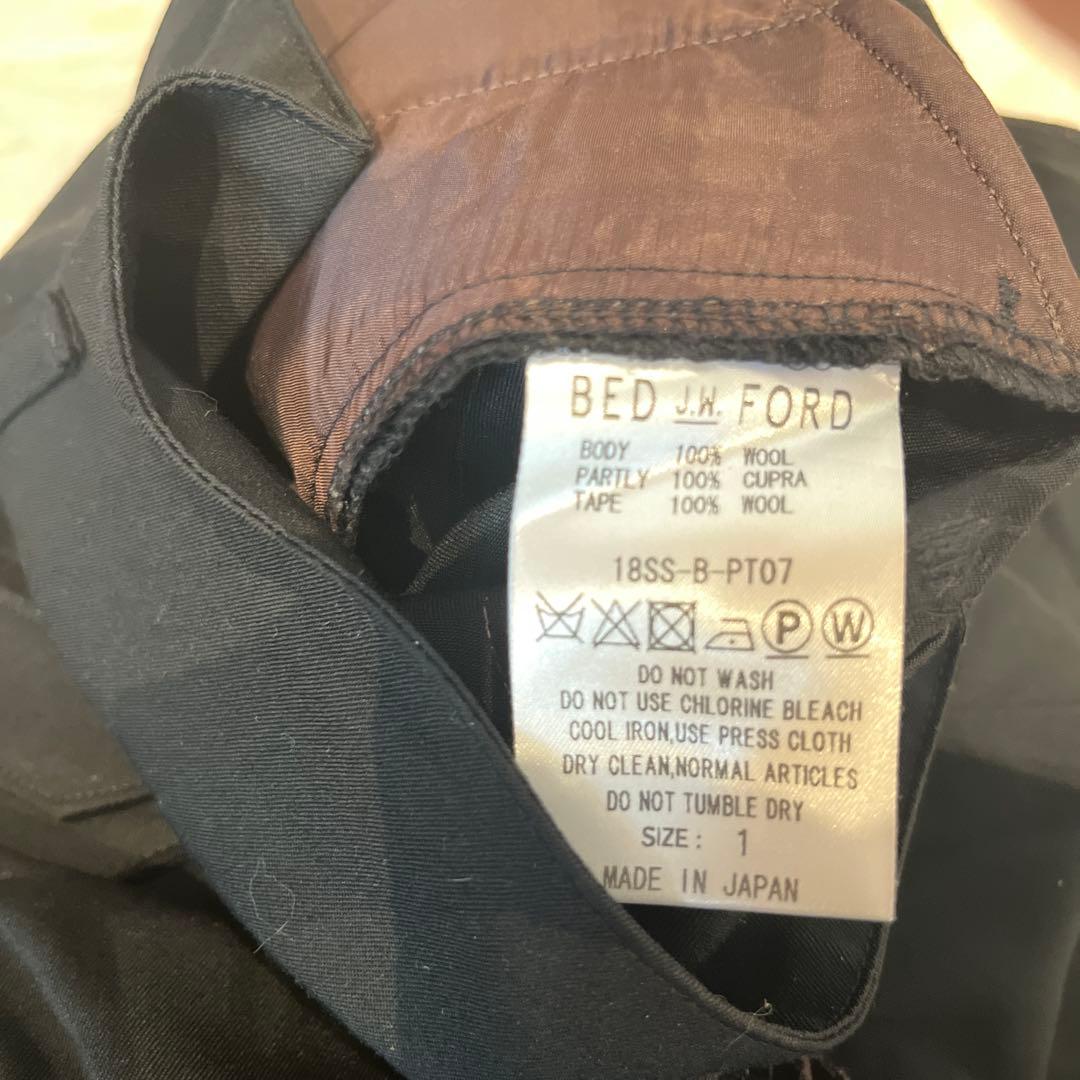 BED J.W. FORD
BODY 100% WOOL
PARTLY 100% CUPRA
TAPE 100% WOOL
18SS-B-PT07
P W
DO NOT WASH
DO NOT USE CHLORINE BLEACH
COOL IRON,USE PRESS CLOTH
DRY CLEAN,NORMAL ARTICLES
DO NOT TUMBLE DRY
SIZE: 1
MADE IN JAPAN